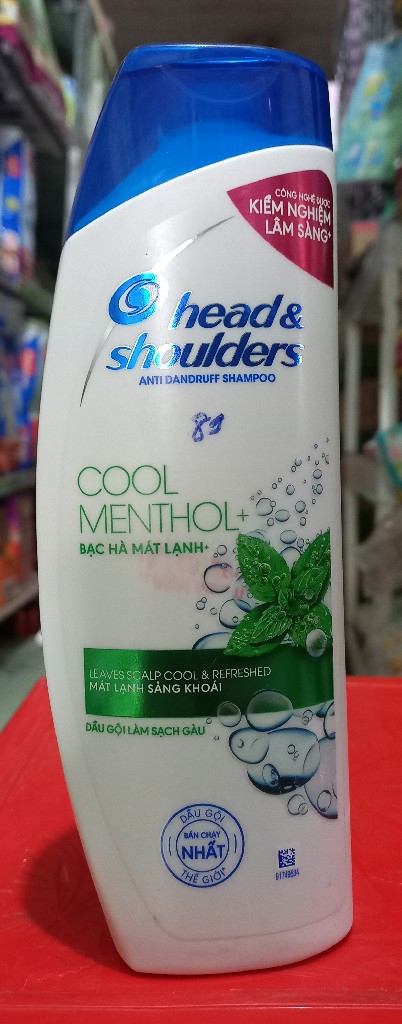 CÔNG NGHỆ ĐƯỢC
KIỂM NGHIỆM
LÂM SÀNG+
head &
shoulders
ANTI DANDRUFF SHAMPOO
89
COOL
MENTHOL+
BẠC HÀ MÁT LẠNH+
LEAVES SCALP COOL & REFRESHED
MÁT LẠNH SẢNG KHOÁI
DẦU GỘI LÀM SẠCH GÀU
DẦU GỘI
BÁN CHẠY
NHẤT
THẾ GIỚI*
91749594